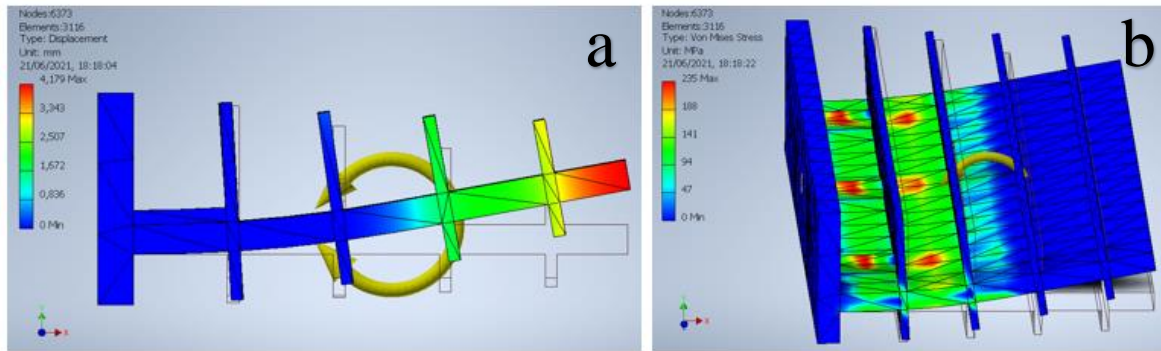 Nodes:6373
Elements:3116
Type: Displacement
Unit: mm
21/06/2021, 18:18:04
4,179 Max
3,343
2,507
1,672
0,836
0 Min
a
Nodes:6373
Elements:3116
Type: Von Mises Stress
Unit: MPa
21/06/2021, 18:18:22
235 Max
188
141
94
47
0 Min
b